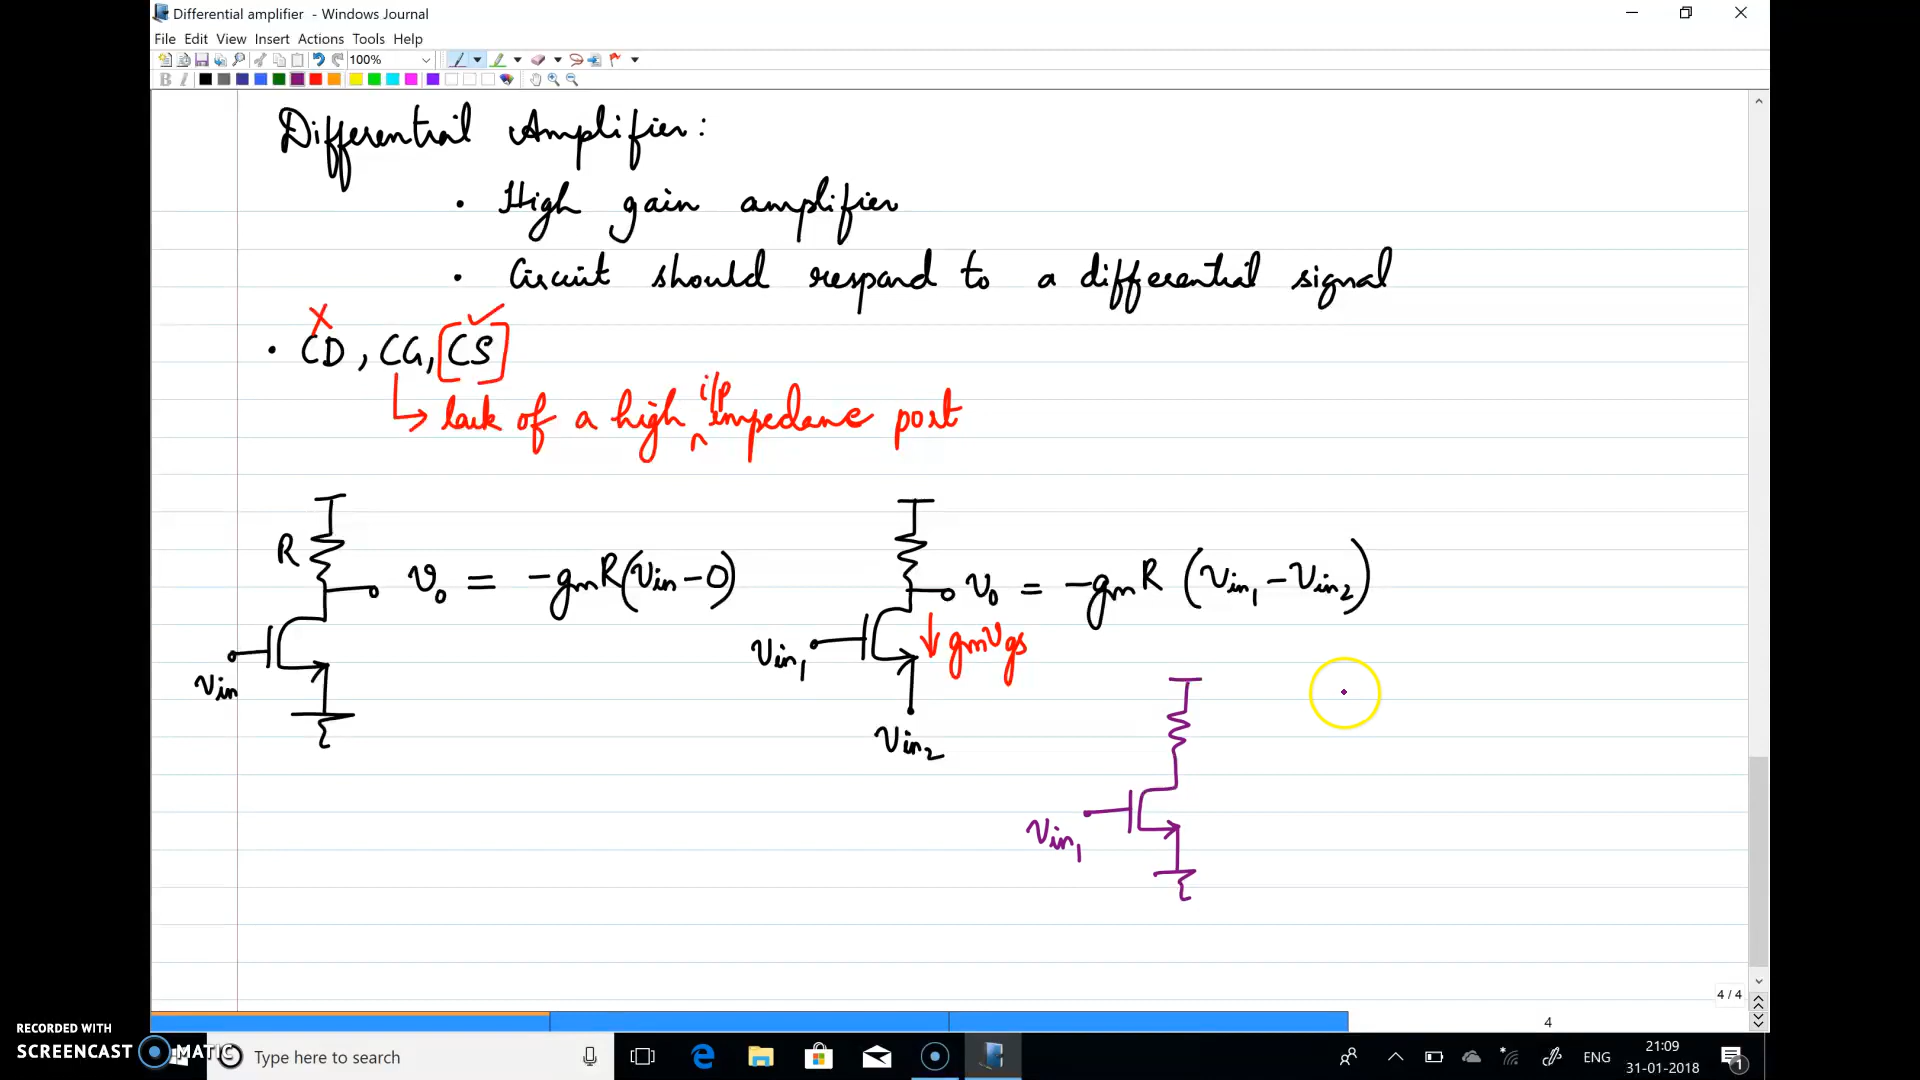 Differential amplifier - Windows Journal
File Edit View Insert Actions Tools Help
100%
B i
Differential Amplifier:
• High gain amplifier
• Circuit should respond to a differential signal
X ✓
• CD, CG, [CS]
↳ lack of a high i/p impedance port
R
v₀ = -gmR(vin - 0)
vin
v₀ = -gmR (vin₁ - vin₂)
vin₁
↓ gmvgs
vin₂
vin₁
4 / 4
4
RECORDED WITH
SCREENCAST MATIC
Type here to search
ENG
21:09
31-01-2018
1